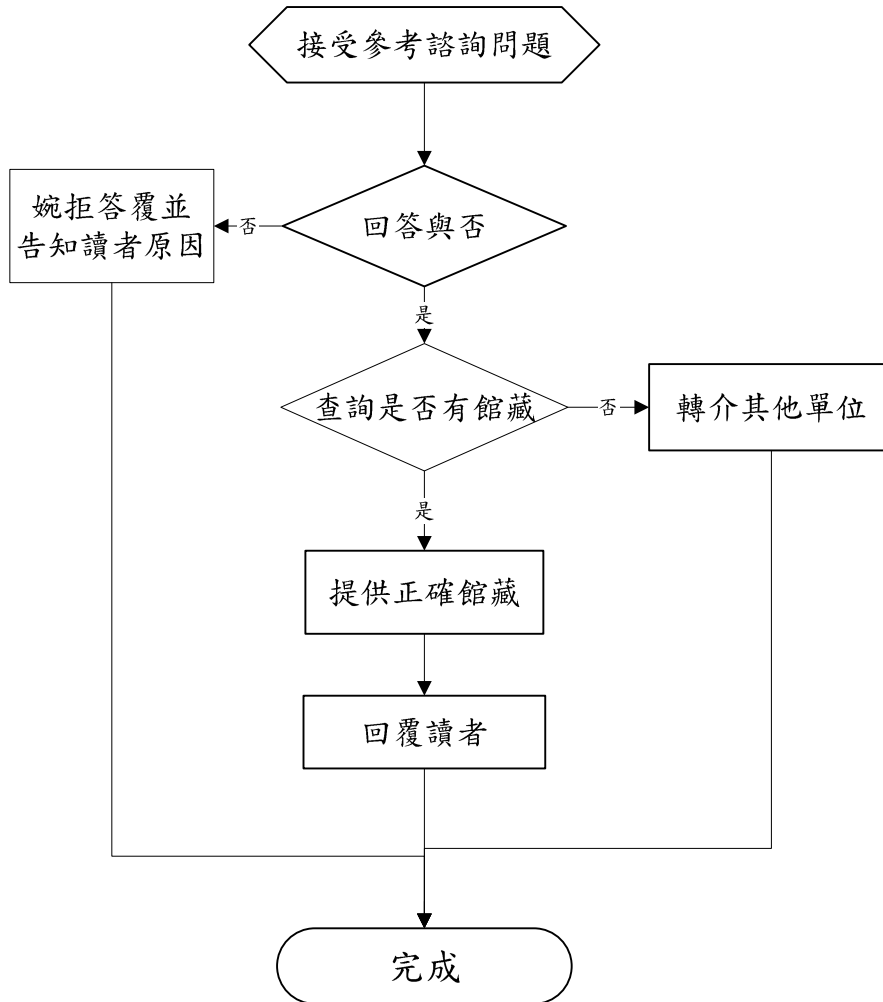 接受參考諮詢問題
婉拒答覆並
告知讀者原因
否
回答與否
是
查詢是否有館藏
否
轉介其他單位
是
提供正確館藏
回覆讀者
完成